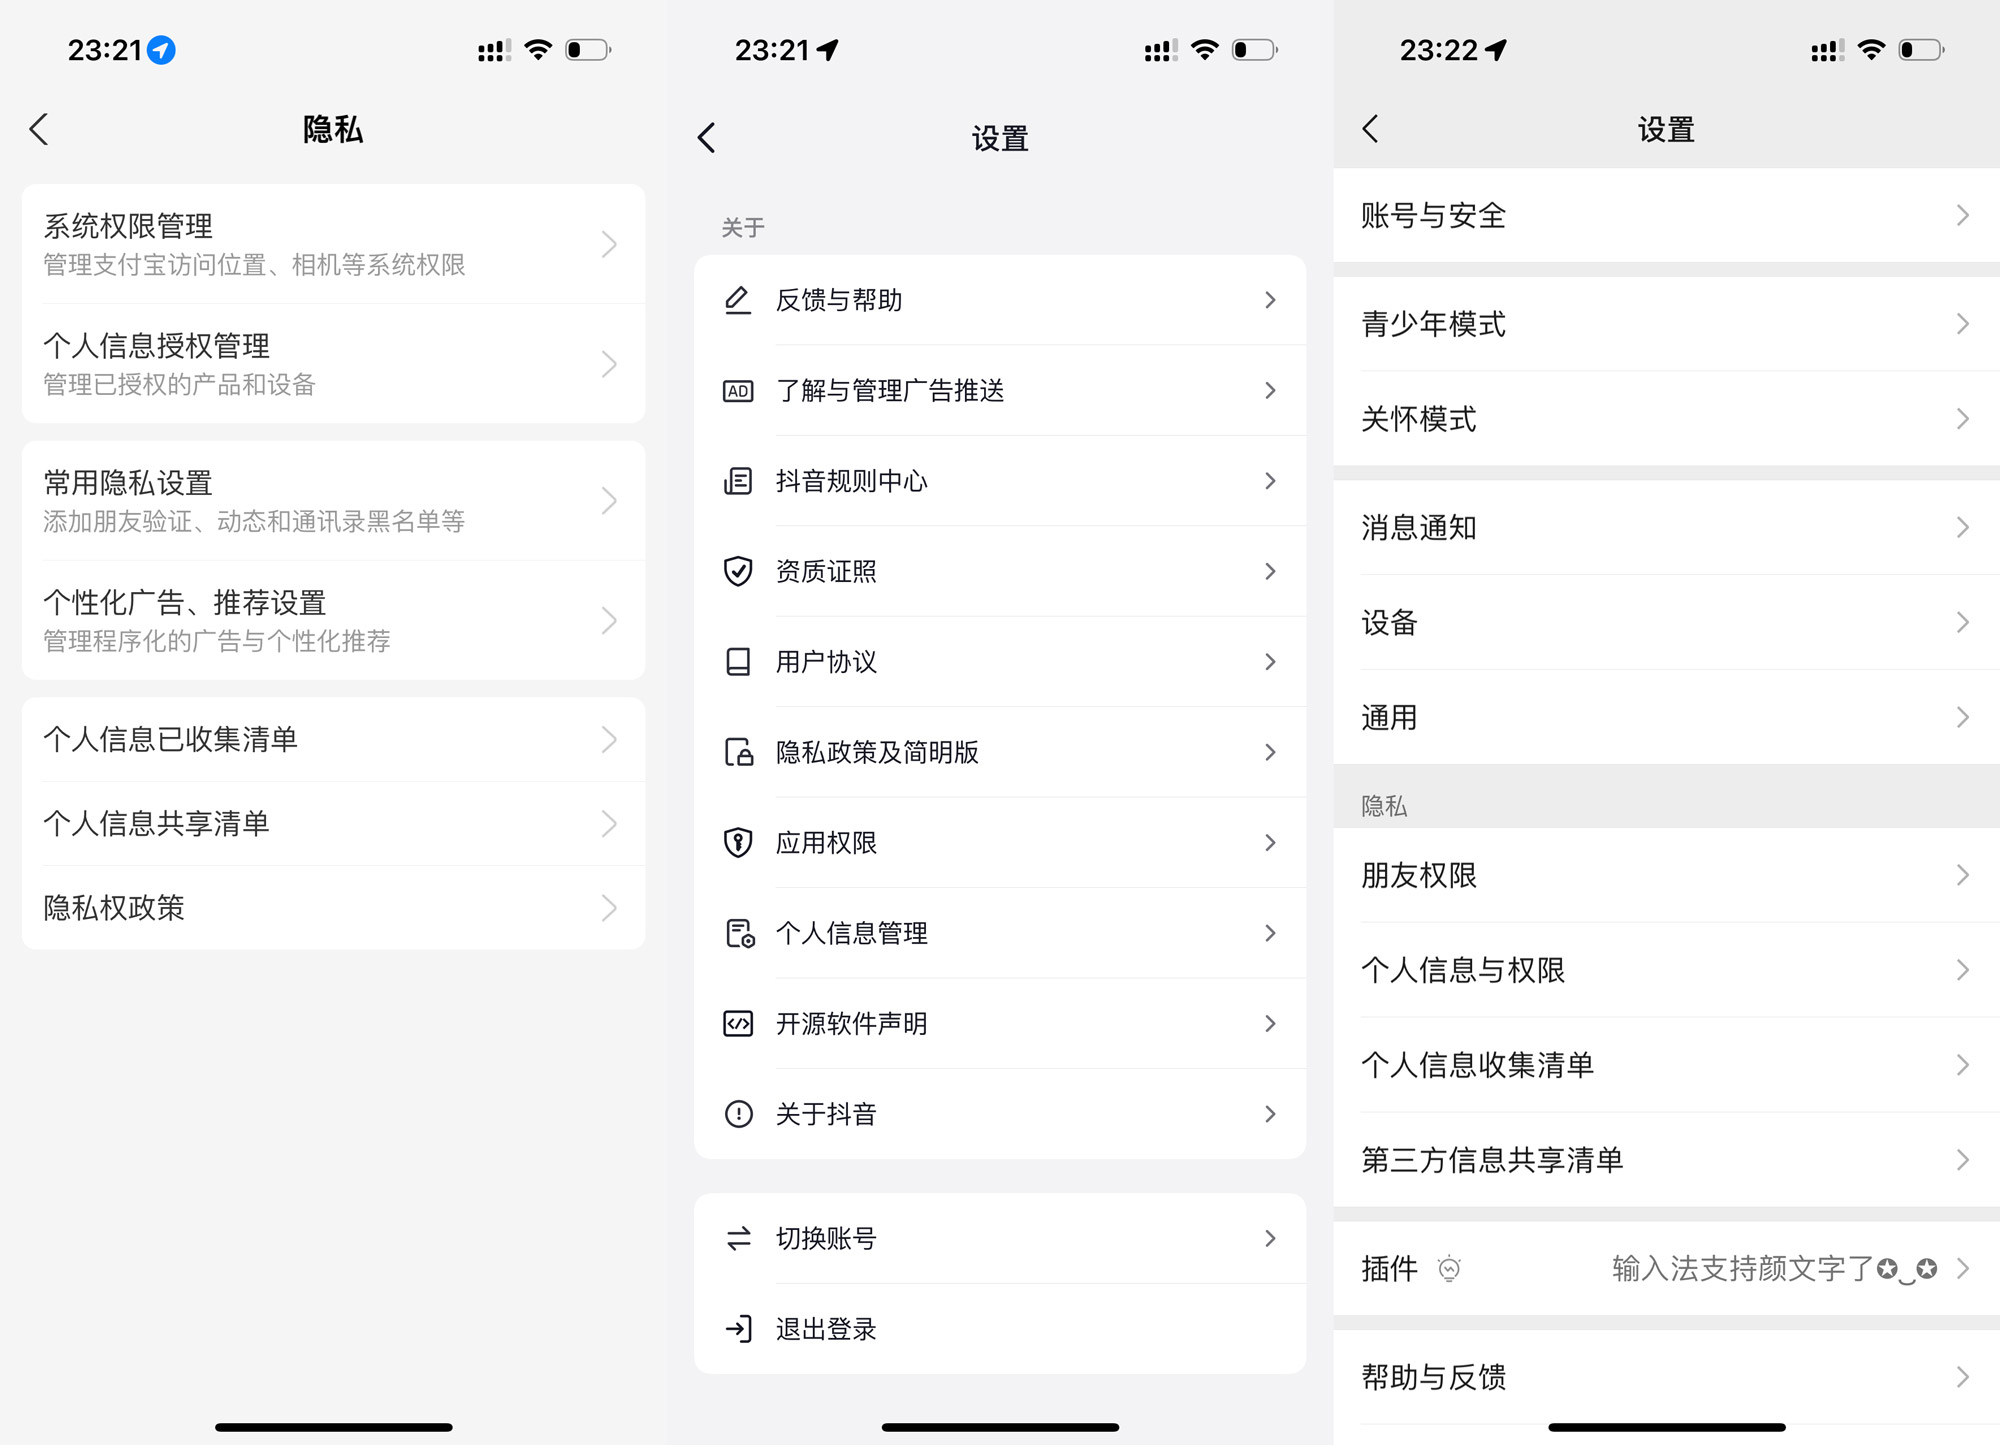 23:21
隐私
系统权限管理
管理支付宝访问位置、相机等系统权限
个人信息授权管理
管理已授权的产品和设备
常用隐私设置
添加朋友验证、动态和通讯录黑名单等
个性化广告、推荐设置
管理程序化的广告与个性化推荐
个人信息已收集清单
个人信息共享清单
隐私权政策
23:21
设置
关于
反馈与帮助
AD 了解与管理广告推送
抖音规则中心
资质证照
用户协议
隐私政策及简明版
应用权限
个人信息管理
开源软件声明
关于抖音
切换账号
退出登录
23:22
设置
账号与安全
青少年模式
关怀模式
消息通知
设备
通用
隐私
朋友权限
个人信息与权限
个人信息收集清单
第三方信息共享清单
插件 输入法支持颜文字了✪‿✪
帮助与反馈